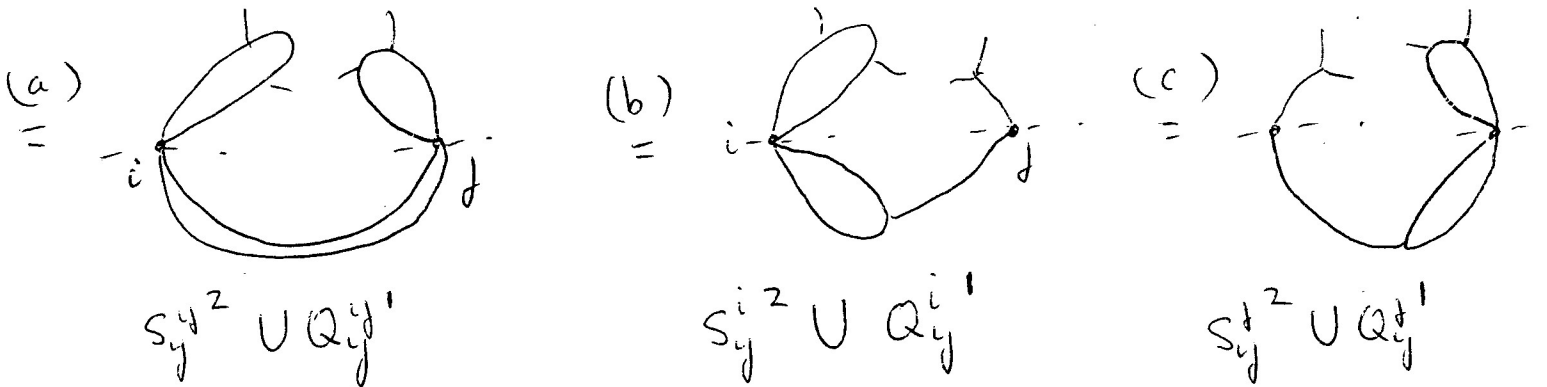 (a) (b) (c)
= = =
i j i j
S_{ij}^{ij 2} ∪ Q_{ij}^{ij 1} S_{ij}^{i 2} ∪ Q_{ij}^{i 1} S_{ij}^{j 2} ∪ Q_{ij}^{j 1}